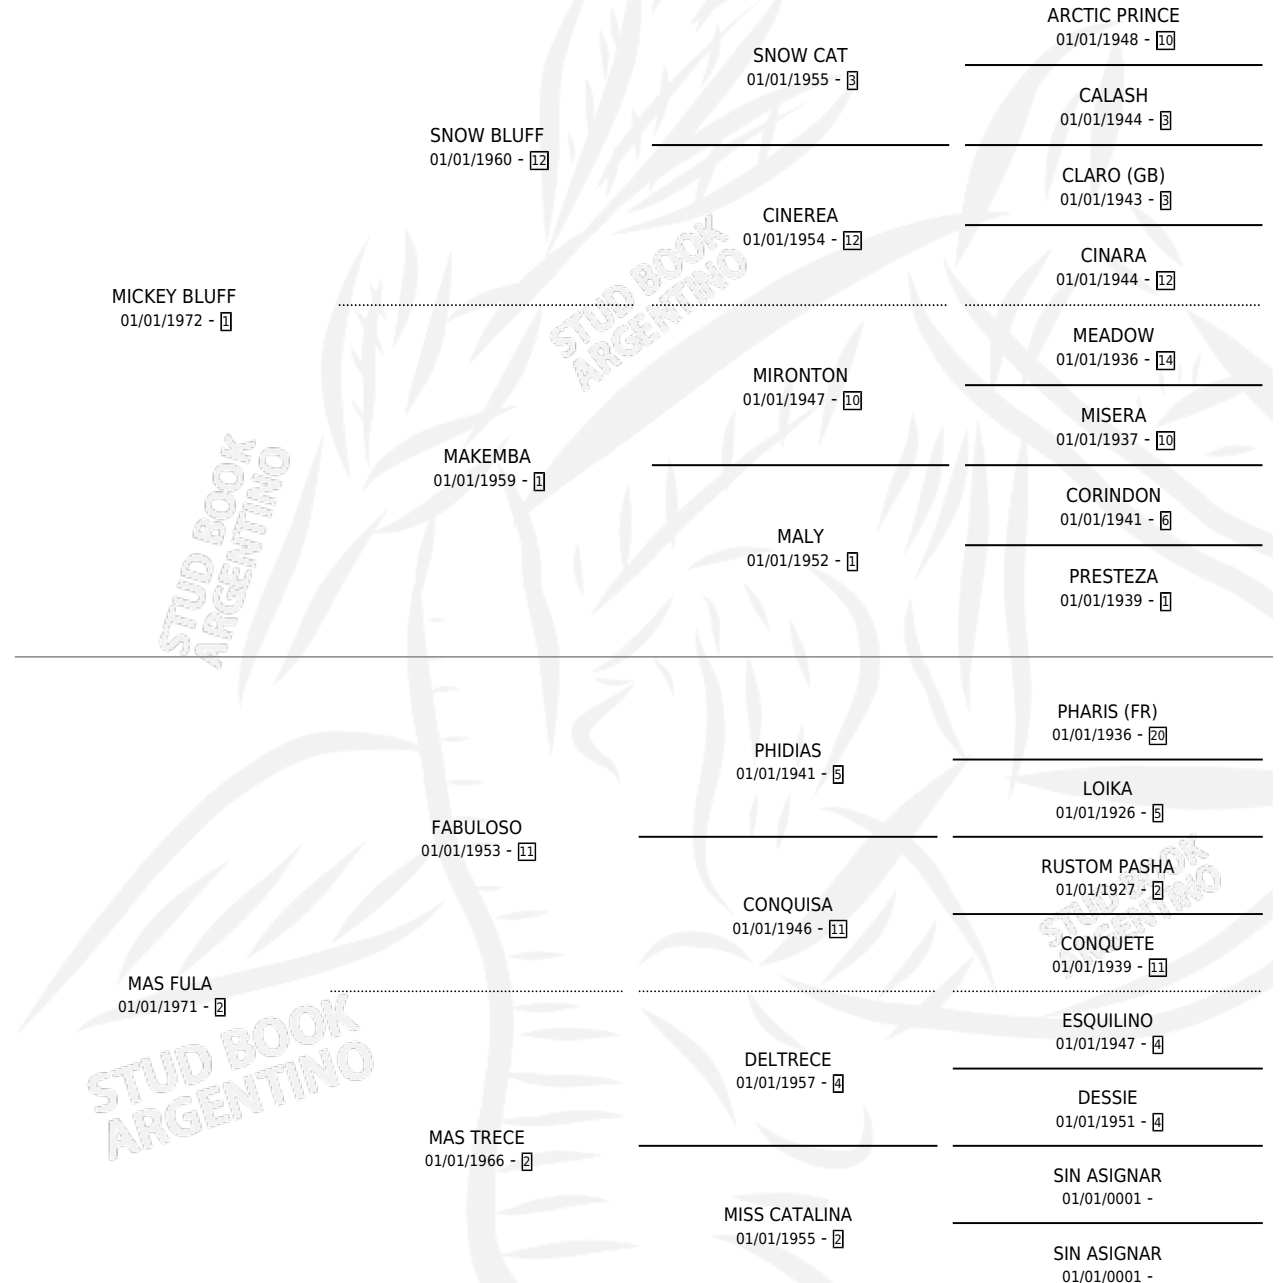 ARCTIC PRINCE
01/01/1948 - 10
SNOW CAT
01/01/1955 - 3
CALASH
01/01/1944 - 3
SNOW BLUFF
01/01/1960 - 12
CLARO (GB)
01/01/1943 - 3
CINEREA
01/01/1954 - 12
CINARA
01/01/1944 - 12
MICKEY BLUFF
01/01/1972 - 1
MEADOW
01/01/1936 - 14
MIRONTON
01/01/1947 - 10
MISERA
01/01/1937 - 10
MAKEMBA
01/01/1959 - 1
CORINDON
01/01/1941 - 6
MALY
01/01/1952 - 1
PRESTEZA
01/01/1939 - 1
PHARIS (FR)
01/01/1936 - 20
PHIDIAS
01/01/1941 - 5
LOIKA
01/01/1926 - 5
FABULOSO
01/01/1953 - 11
RUSTOM PASHA
01/01/1927 - 2
CONQUISA
01/01/1946 - 11
CONQUETE
01/01/1939 - 11
MAS FULA
01/01/1971 - 2
ESQUILINO
01/01/1947 - 4
DELTRECE
01/01/1957 - 4
DESSIE
01/01/1951 - 4
MAS TRECE
01/01/1966 - 2
SIN ASIGNAR
01/01/0001 -
MISS CATALINA
01/01/1955 - 2
SIN ASIGNAR
01/01/0001 -
STUD BOOK
ARGENTINO
STUD BOOK
ARGENTINO
STUD BOOK
ARGENTINO
STUD BOOK
ARGENTINO